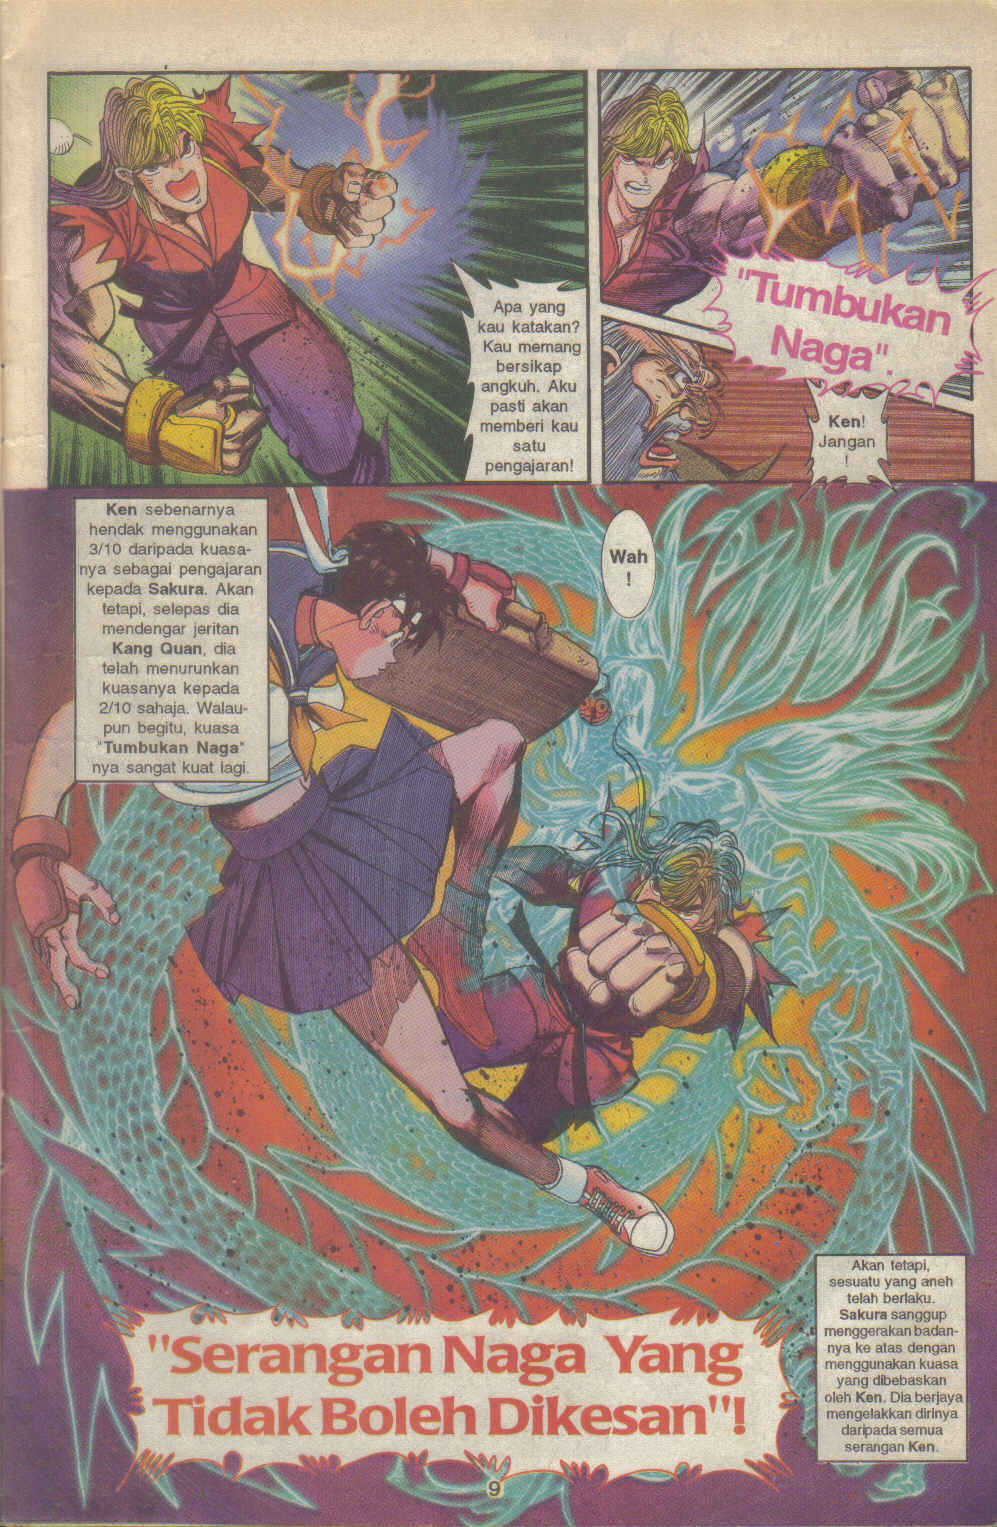 Apa yang
kau katakan?
Kau memang
bersikap
angkuh. Aku
pasti akan
memberi kau
satu
pengajaran!
"Tumbukan
Naga".
Ken!
Jangan
!
Ken sebenarnya
hendak menggunakan
3/10 daripada kuasa-
nya sebagai pengajaran
kepada Sakura. Akan
tetapi, selepas dia
mendengar jeritan
Kang Quan, dia
telah menurunkan
kuasanya kepada
2/10 sahaja. Walau-
pun begitu, kuasa
"Tumbukan Naga"
nya sangat kuat lagi.
Wah
!
Akan tetapi,
sesuatu yang aneh
telah berlaku.
Sakura sanggup
menggerakan badan-
nya ke atas dengan
menggunakan kuasa
yang dibebaskan
oleh Ken. Dia berjaya
mengelakkan dirinya
daripada semua
serangan Ken.
"Serangan Naga Yang
Tidak Boleh Dikesan"!
9